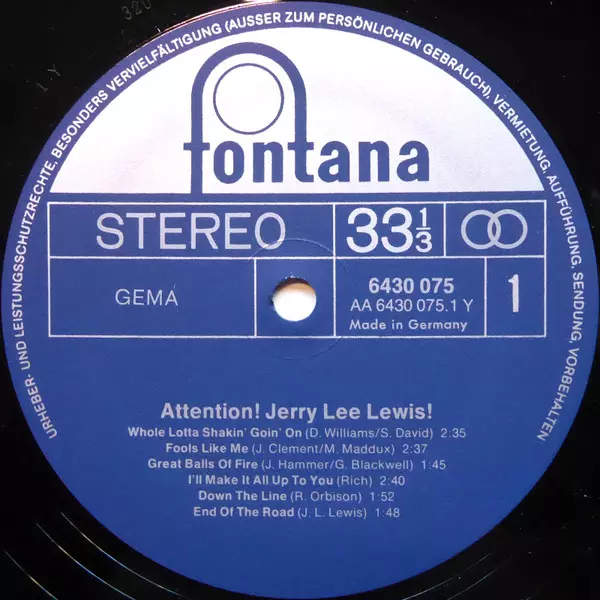 320
URHEBER- UND LEISTUNGSSCHUTZRECHTE, BESONDERS VERVIELFÄLTIGUNG (AUSSER ZUM PERSÖNLICHEN GEBRAUCH), VERMIETUNG, AUFFÜHRUNG, SENDUNG, VORBEHALTEN
fontana
STEREO 33⅓
GEMA
6430 075
AA 6430 075.1 Y
Made in Germany
1
Attention! Jerry Lee Lewis!
Whole Lotta Shakin' Goin' On (D. Williams/S. David) 2:35
Fools Like Me (J. Clement/M. Maddux) 2:37
Great Balls Of Fire (J. Hammer/G. Blackwell) 1:45
I'll Make It All Up To You (Rich) 2:40
Down The Line (R. Orbison) 1:52
End Of The Road (J. L. Lewis) 1:48